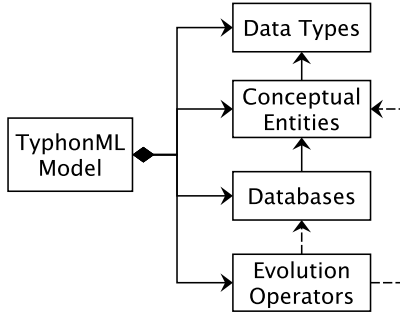 Data Types
Conceptual
Entities
TyphonML
Model
Databases
Evolution
Operators